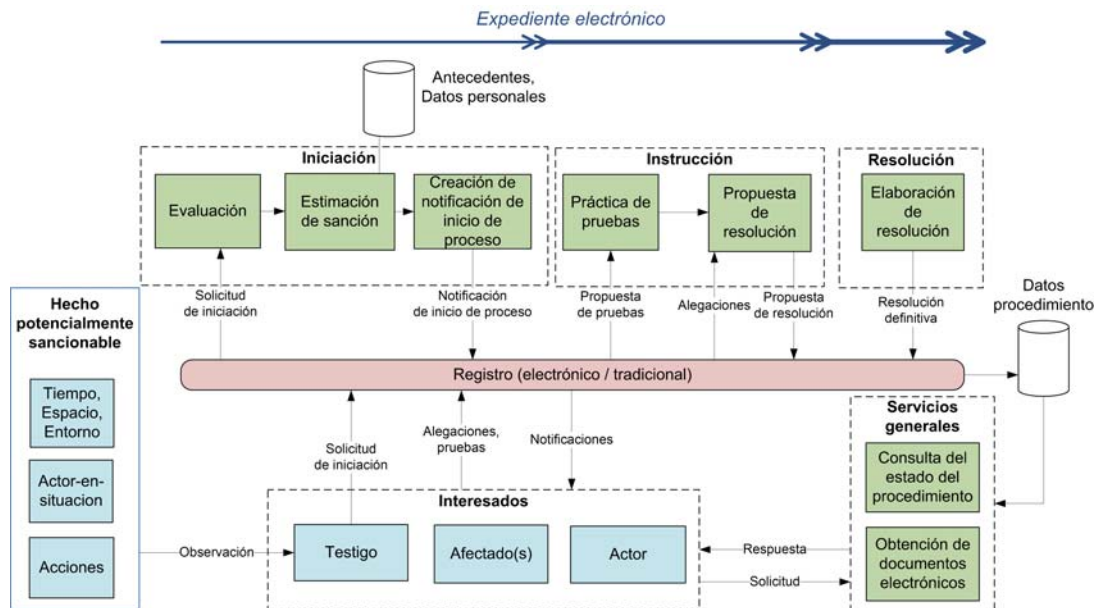 Expediente electrónico
Antecedentes,
Datos personales
Iniciación
Evaluación
Estimación
de sanción
Creación de
notificación de
inicio de
proceso
Instrucción
Práctica de
pruebas
Propuesta
de
resolución
Resolución
Elaboración
de
resolución
Solicitud
de iniciación
Notificación
de inicio de proceso
Propuesta
de pruebas
Alegaciones
Propuesta
de resolución
Resolución
definitiva
Datos
procedimiento
Hecho
potencialmente
sancionable
Tiempo,
Espacio,
Entorno
Actor-en-
situacion
Acciones
Registro (electrónico / tradicional)
Solicitud
de iniciación
Alegaciones,
pruebas
Notificaciones
Observación
Interesados
Testigo
Afectado(s)
Actor
Respuesta
Solicitud
Servicios
generales
Consulta del
estado del
procedimiento
Obtención de
documentos
electrónicos